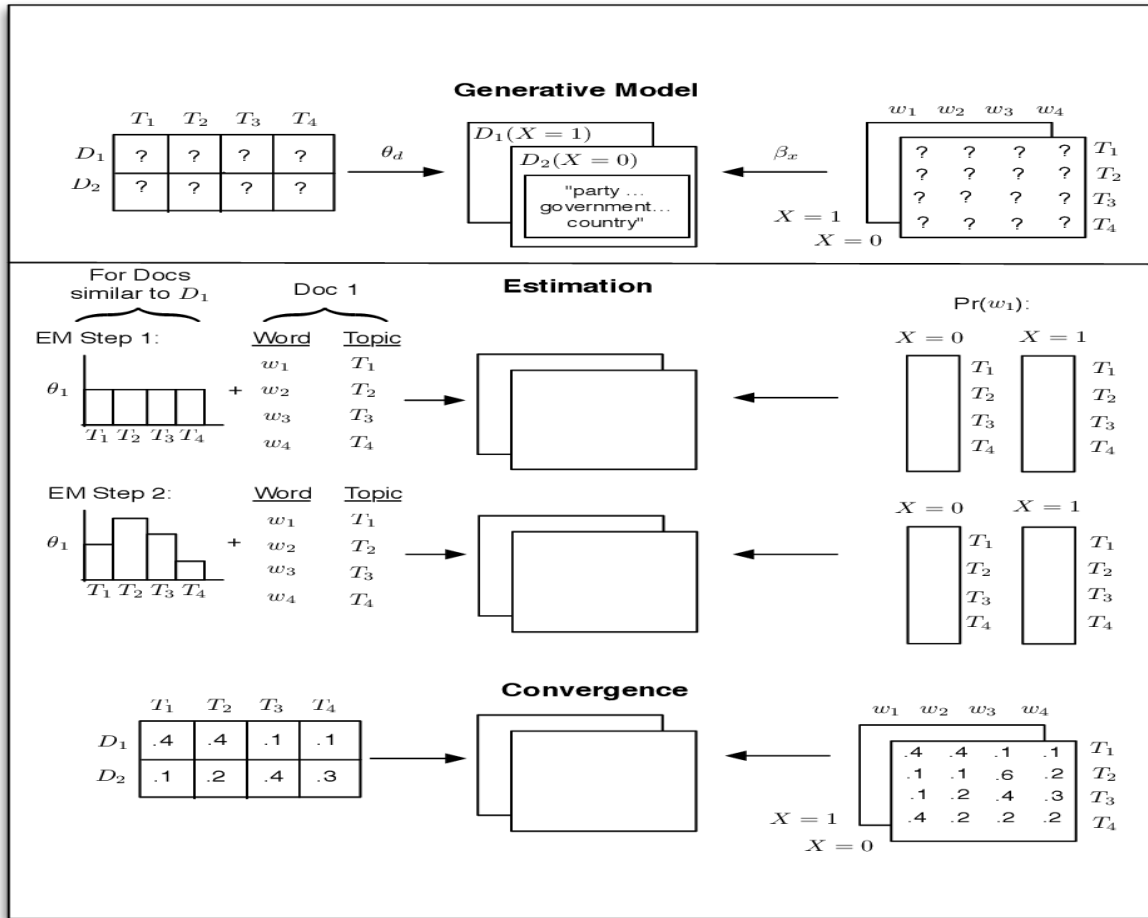 Generative Model
T₁ T₂ T₃ T₄
D₁ ? ? ? ?
D₂ ? ? ? ?
θ_d
D₁(X = 1)
D₂(X = 0)
"party ...
government...
country"
β_x
w₁ w₂ w₃ w₄
? ? ? ? T₁
? ? ? ? T₂
? ? ? ? T₃
? ? ? ? T₄
X = 1
X = 0
Estimation
For Docs
similar to D₁
Doc 1
Pr(w₁):
EM Step 1:
θ₁
T₁ T₂ T₃ T₄
+
Word Topic
w₁ T₁
w₂ T₂
w₃ T₃
w₄ T₄
X = 0 X = 1
T₁ T₁
T₂ T₂
T₃ T₃
T₄ T₄
EM Step 2:
θ₁
T₁ T₂ T₃ T₄
+
Word Topic
w₁ T₁
w₂ T₂
w₃ T₃
w₄ T₄
X = 0 X = 1
T₁ T₁
T₂ T₂
T₃ T₃
T₄ T₄
Convergence
T₁ T₂ T₃ T₄
D₁ .4 .4 .1 .1
D₂ .1 .2 .4 .3
w₁ w₂ w₃ w₄
.4 .4 .1 .1 T₁
.1 .1 .6 .2 T₂
.1 .2 .4 .3 T₃
.4 .2 .2 .2 T₄
X = 1
X = 0